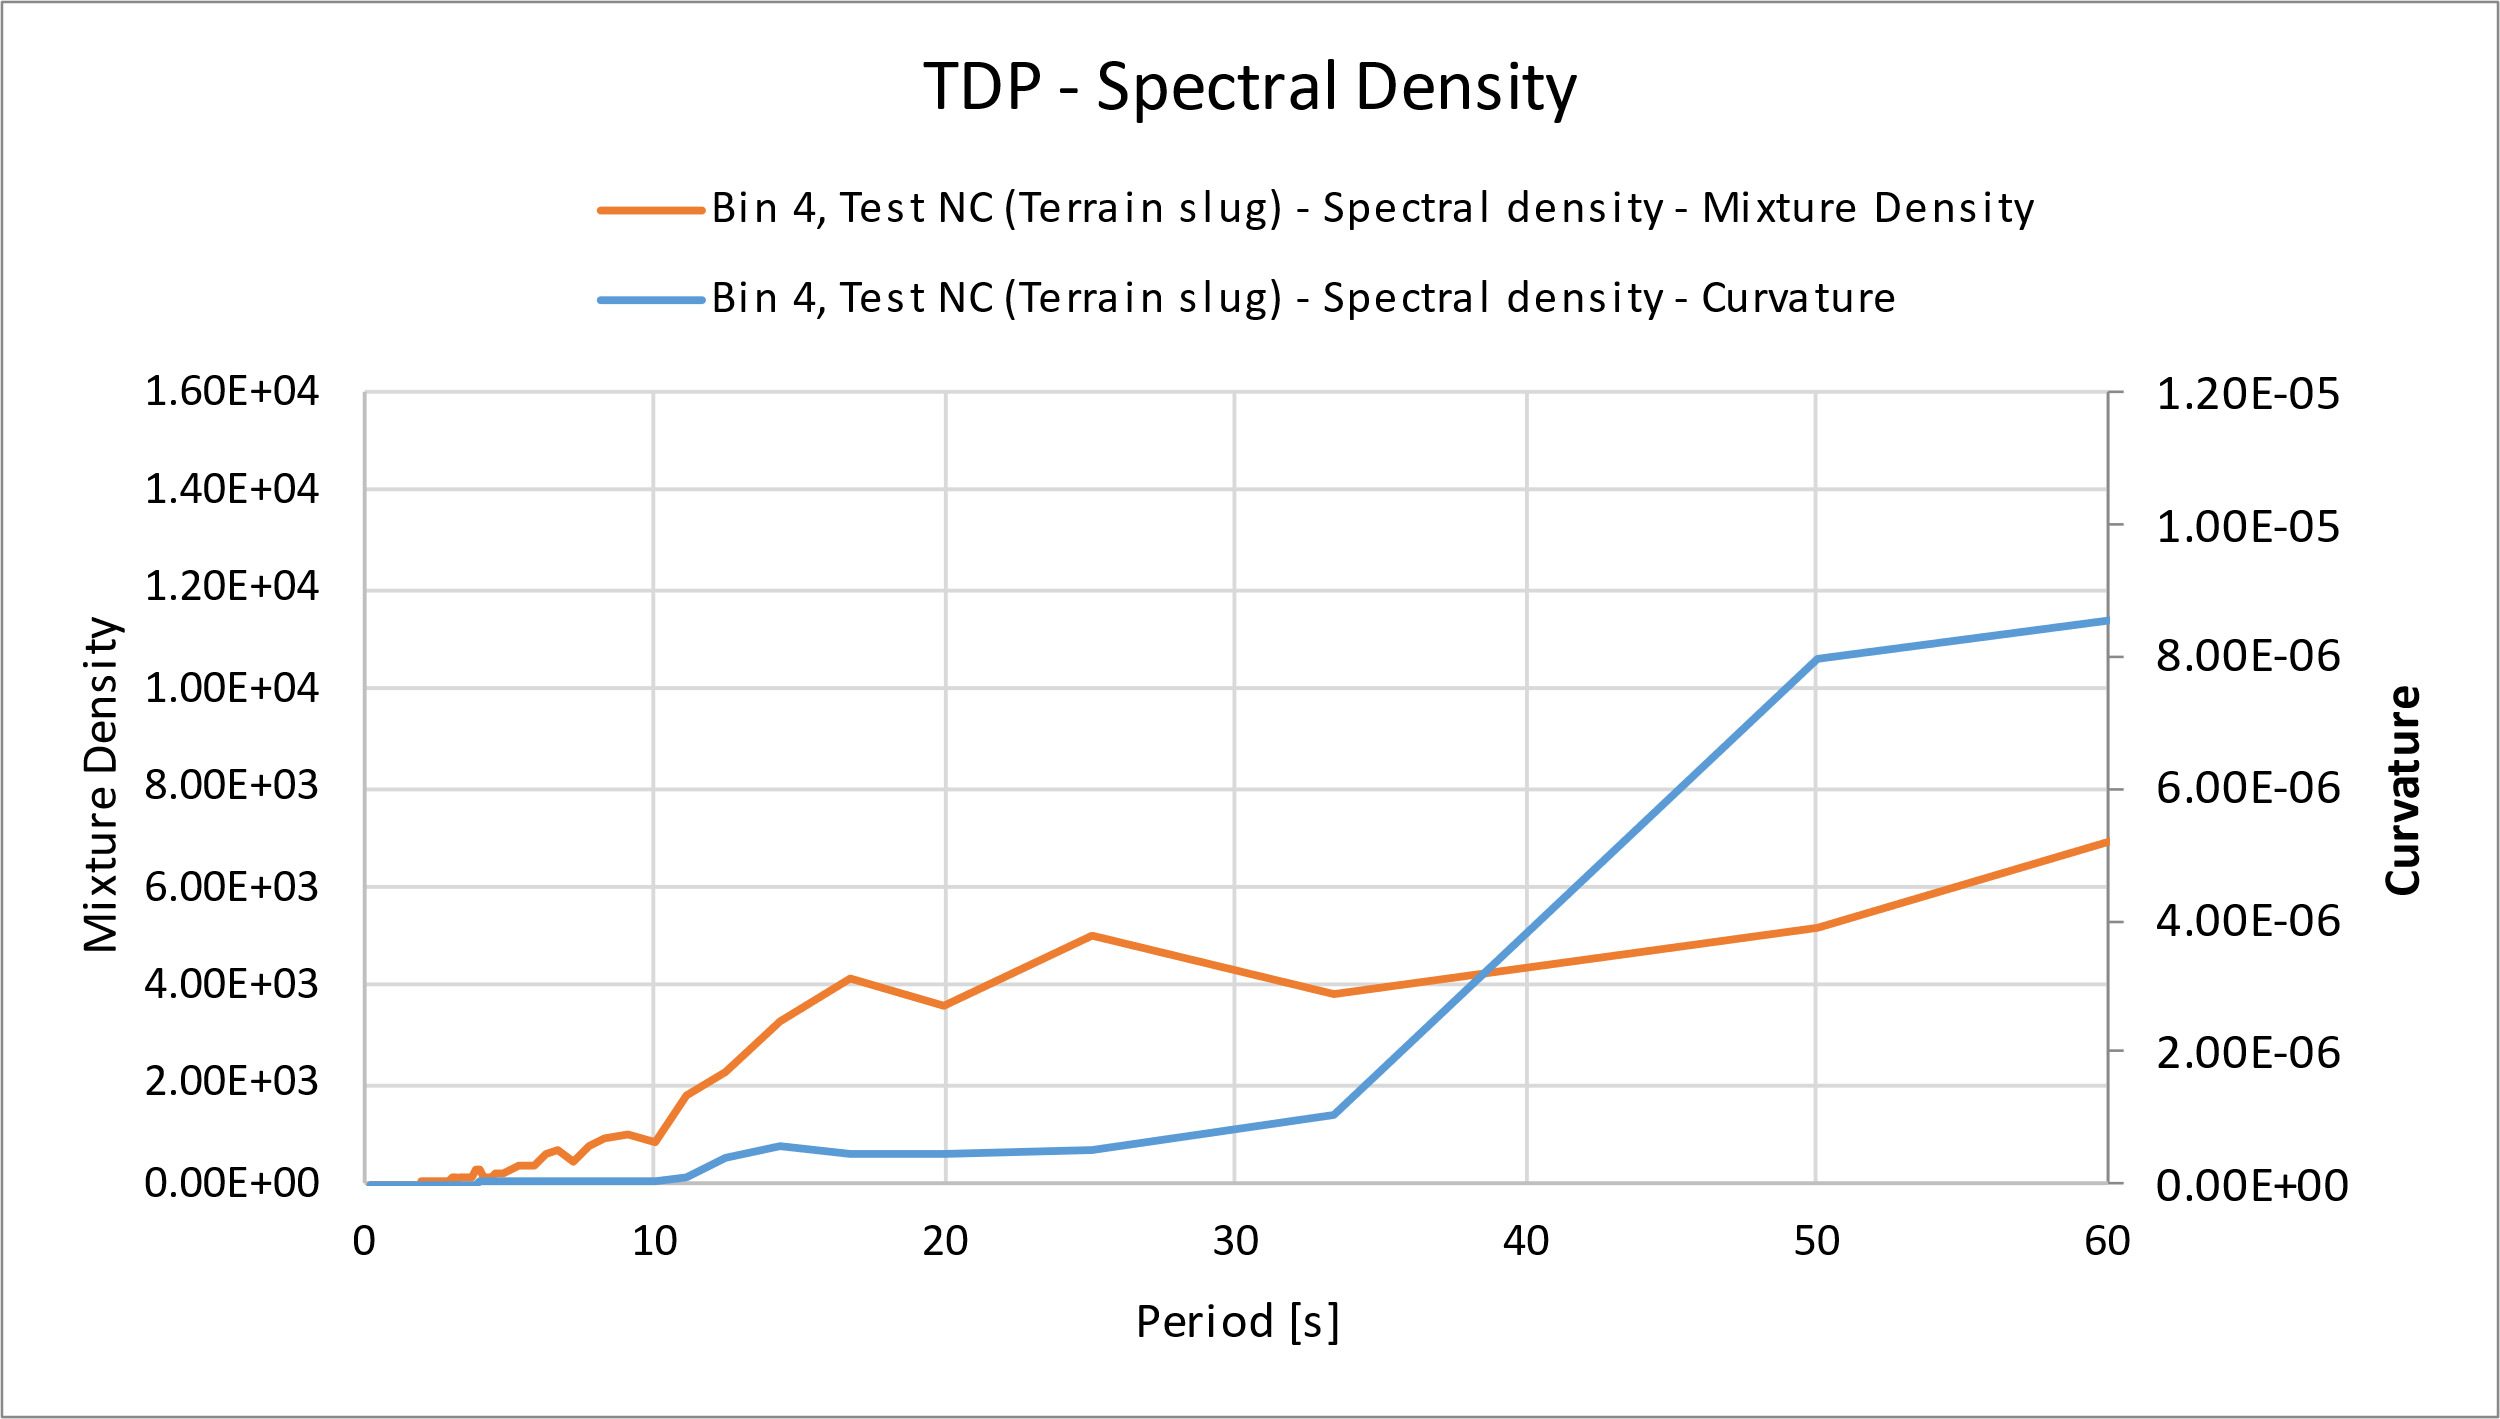 TDP - Spectral Density
Bin 4, Test NC (Terrain slug) - Spectral density - Mixture Density
Bin 4, Test NC (Terrain slug) - Spectral density - Curvature
1.60E+04
1.40E+04
1.20E+04
1.00E+04
8.00E+03
6.00E+03
4.00E+03
2.00E+03
0.00E+00
Mixture Density
1.20E-05
1.00E-05
8.00E-06
6.00E-06
4.00E-06
2.00E-06
0.00E+00
Curvature
0 10 20 30 40 50 60
Period [s]